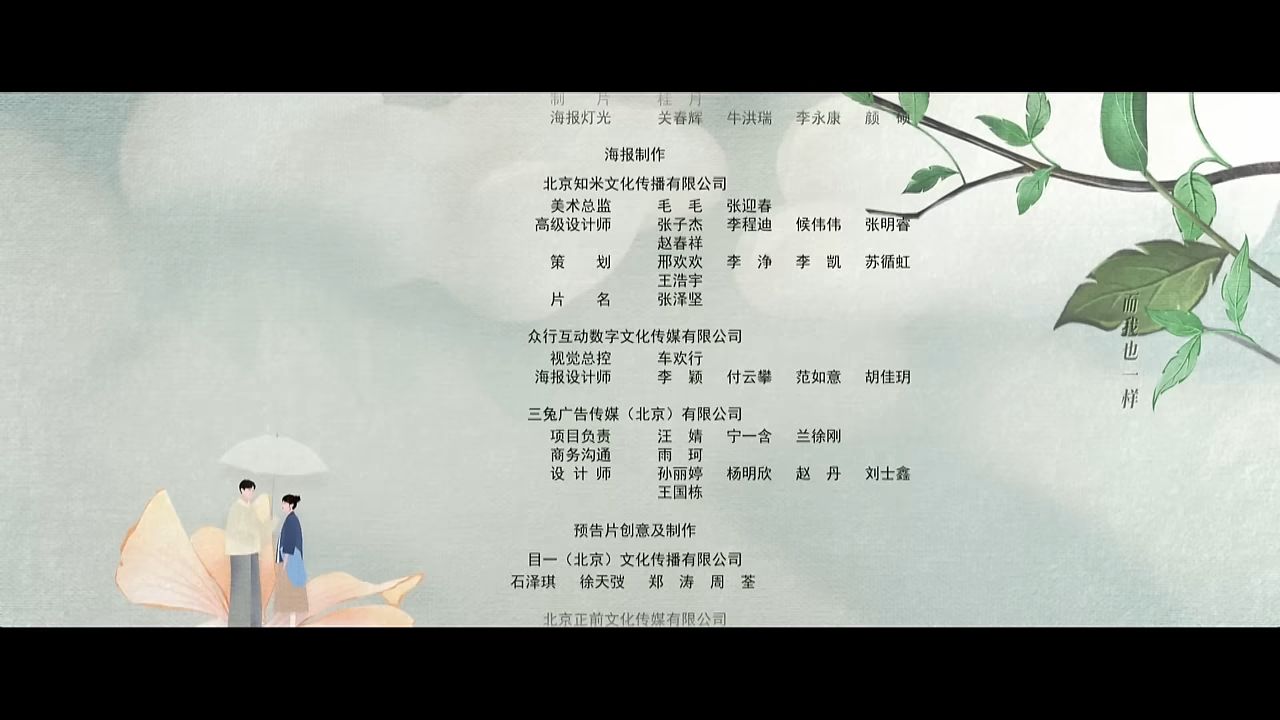 制 片 桂 月
海报灯光 关春辉 牛洪瑞 李永康 颜 硕
海报制作
北京知米文化传播有限公司
美术总监 毛 毛 张迎春
高级设计师 张子杰 李程迪 候伟伟 张明睿
赵春祥
策 划 邢欢欢 李 净 李 凯 苏循虹
王浩宇
片 名 张泽坚
众行互动数字文化传媒有限公司
视觉总控 车欢行
海报设计师 李 颖 付云攀 范如意 胡佳玥
三兔广告传媒（北京）有限公司
项目负责 汪 婧 宁一含 兰徐刚
商务沟通 雨 珂
设 计 师 孙丽婷 杨明欣 赵 丹 刘士鑫
王国栋
预告片创意及制作
目一（北京）文化传播有限公司
石泽琪 徐天弢 郑 涛 周 荃
北京正前文化传媒有限公司
而我也一样